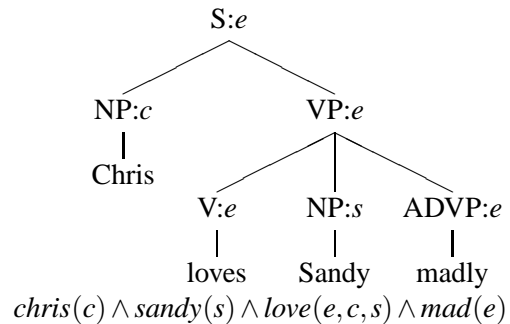 S:e
NP:c VP:e
Chris
V:e NP:s ADVP:e
loves Sandy madly
chris(c) ∧ sandy(s) ∧ love(e, c, s) ∧ mad(e)